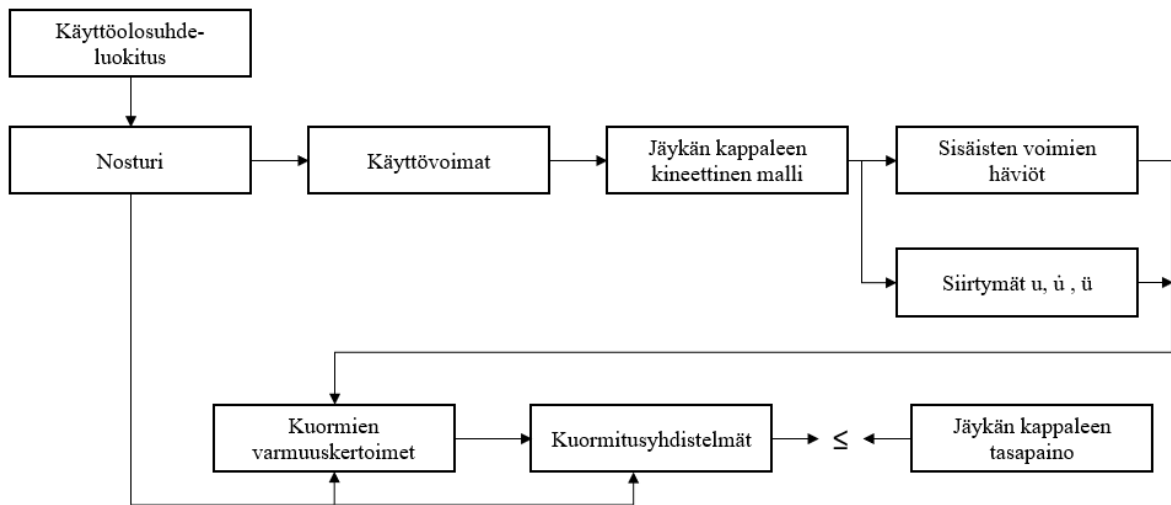 Käyttöolosuhde-
luokitus
Nosturi
Käyttövoimat
Jäykän kappaleen
kineettinen malli
Sisäisten voimien
häviöt
Siirtymät u, u̇ , ü
Kuormien
varmuuskertoimet
Kuormitusyhdistelmät
≤
Jäykän kappaleen
tasapaino